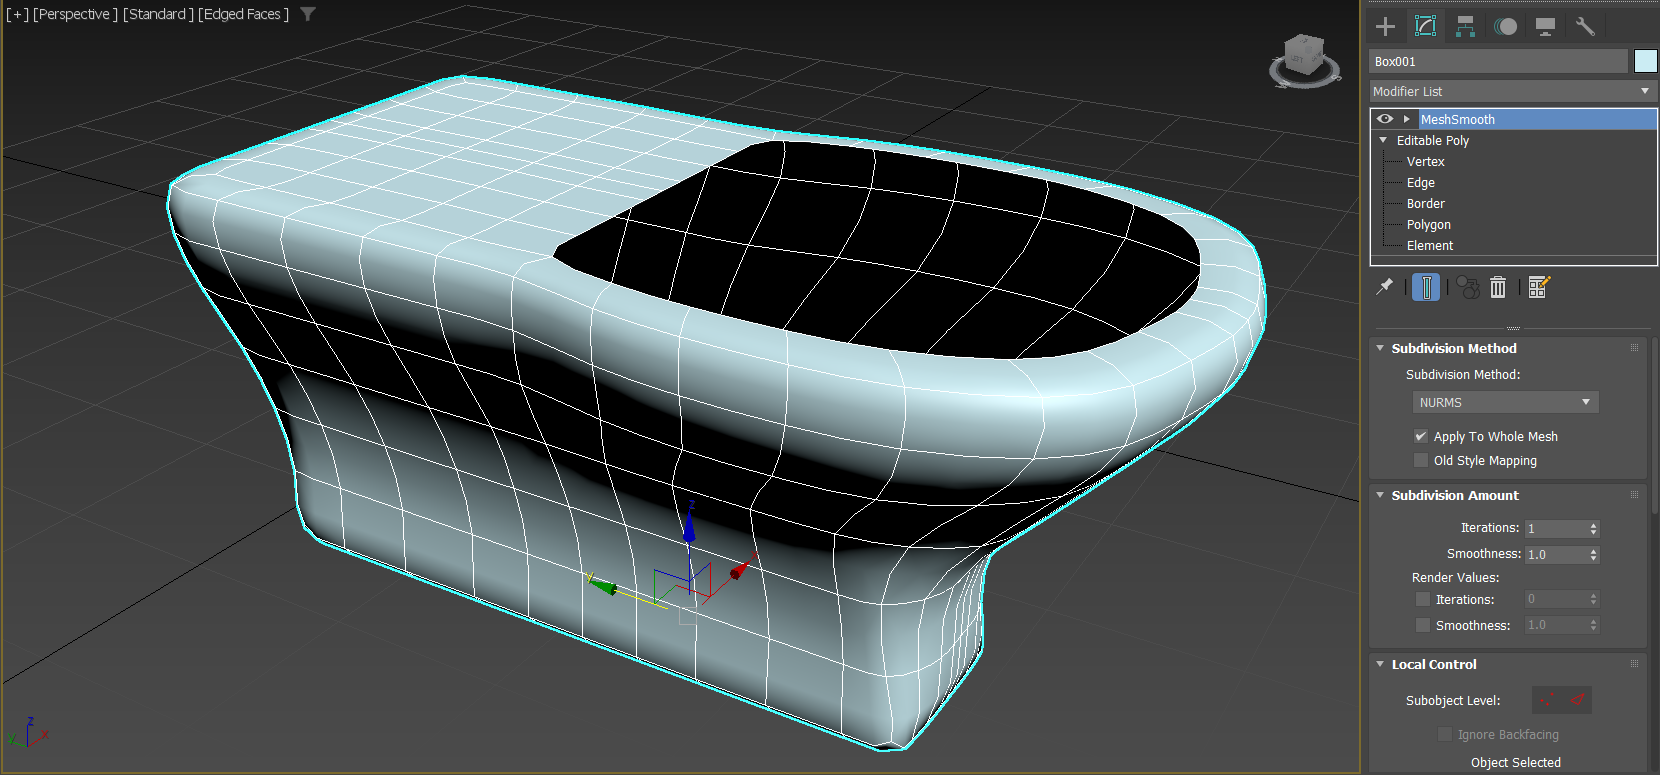 [+] [Perspective ] [Standard ] [Edged Faces ]
Box001
Modifier List
MeshSmooth
Editable Poly
Vertex
Edge
Border
Polygon
Element
Subdivision Method
Subdivision Method:
NURMS
Apply To Whole Mesh
Old Style Mapping
Subdivision Amount
Iterations: 1
Smoothness: 1.0
Render Values:
Iterations: 0
Smoothness: 1.0
Local Control
Subobject Level:
Ignore Backfacing
Object Selected
z
y
z
x
y